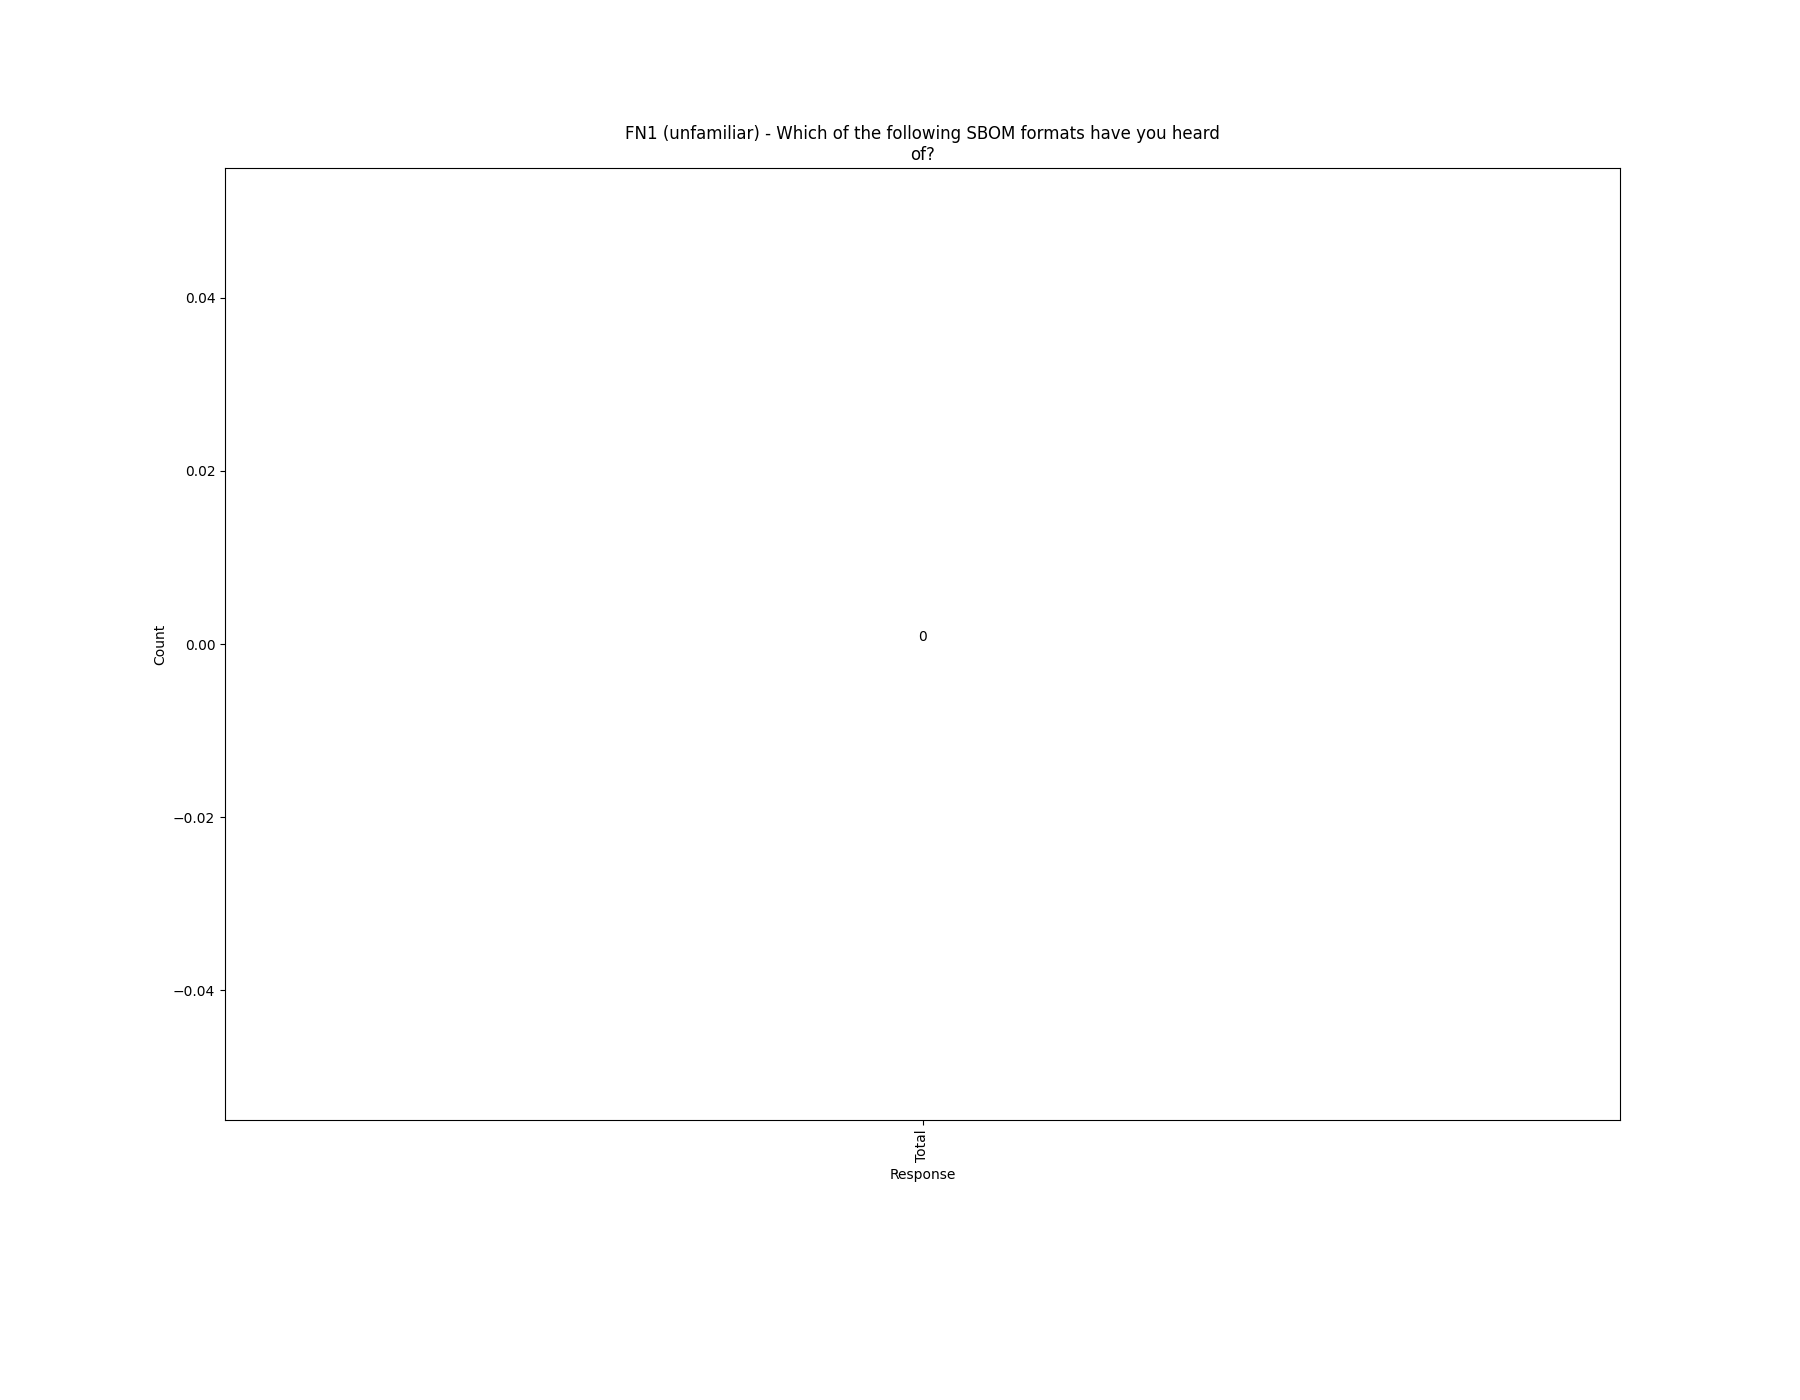 FN1 (unfamiliar) - Which of the following SBOM formats have you heard
of?
0.04
0.02
0.00
−0.02
−0.04
Count
0
Total
Response